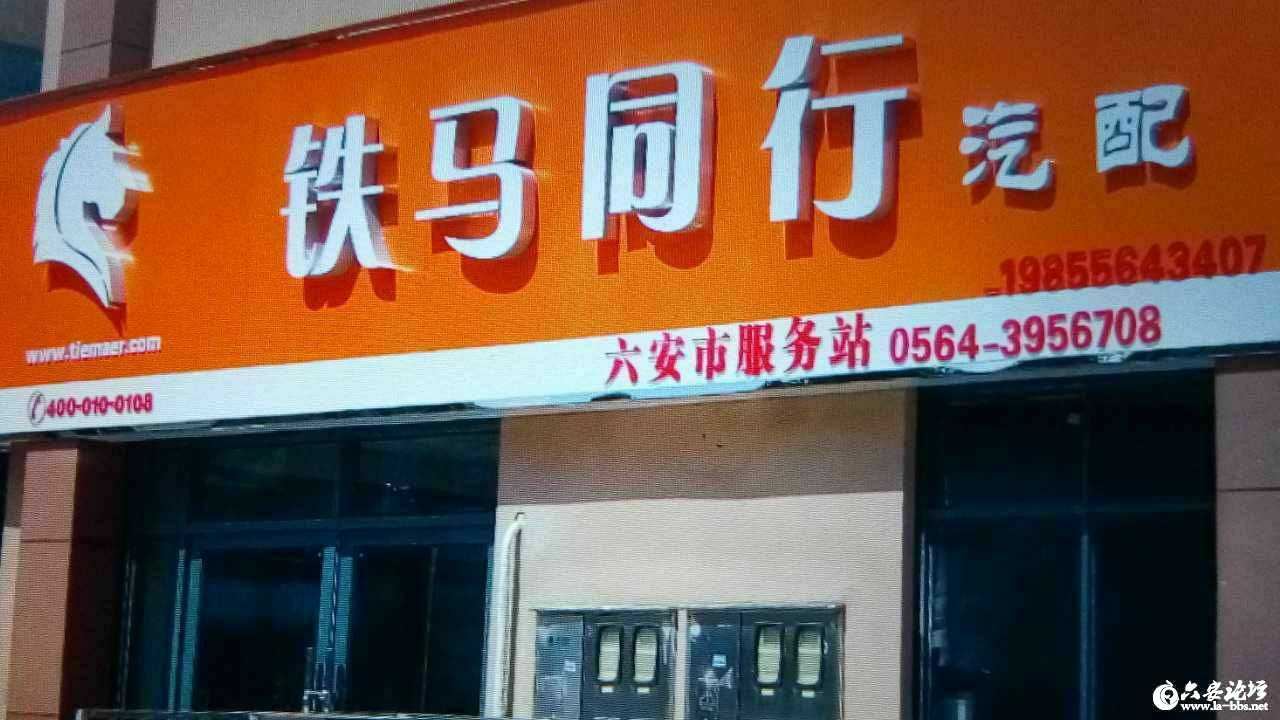 铁马同行 汽配
19855643407
www.tiemaer.com
六安市服务站 0564-3956708
400-010-0108
六安论坛
www.la-bbs.net